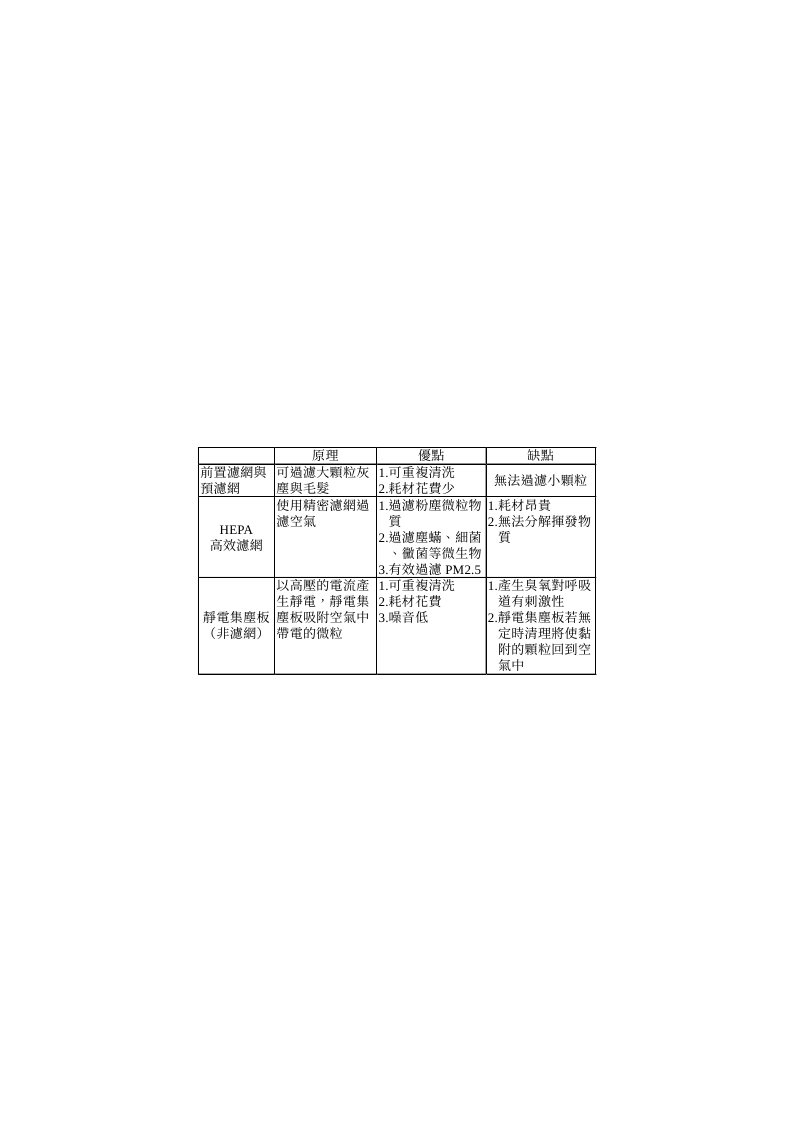 原理 優點 缺點
前置濾網與預濾網
可過濾大顆粒灰
塵與毛髮
1.可重複清洗
2.耗材花費少
無法過濾小顆粒
HEPA
高效濾網
使用精密濾網過
濾空氣
1.過濾粉塵微粒物
質
2.過濾塵蟎、細菌
、黴菌等微生物
3.有效過濾 PM2.5
1.耗材昂貴
2.無法分解揮發物
質
靜電集塵板
（非濾網）
以高壓的電流產
生靜電，靜電集
塵板吸附空氣中
帶電的微粒
1.可重複清洗
2.耗材花費
3.噪音低
1.產生臭氧對呼吸
道有刺激性
2.靜電集塵板若無
定時清理將使黏
附的顆粒回到空
氣中